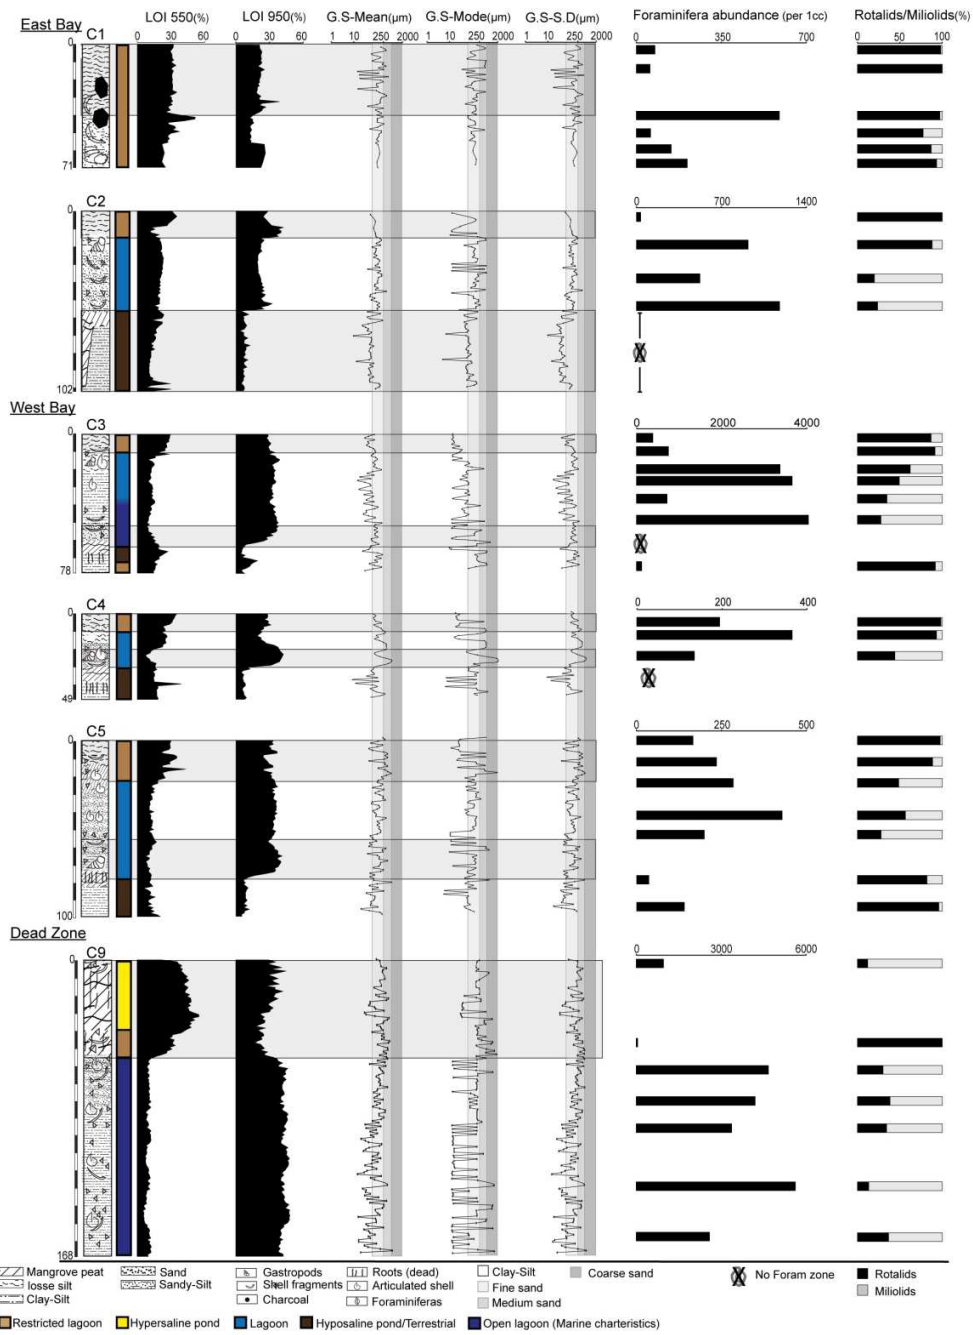 East Bay
LOI 550(%) LOI 950(%) G.S-Mean(μm) G.S-Mode(μm) G.S-S.D(μm) Foraminifera abundance (per 1cc) Rotalids/Miliolids(%)
C1
0 30 60 0 30 60 1 10 250 2000 1 10 250 2000 1 10 250 2000 0 350 700 0 50 100
0
71
C2
0 700 1400
0
102
West Bay
C3
0 2000 4000
0
78
C4
0 200 400
0
49
C5
0 250 500
0
100
Dead Zone
C9
0 3000 6000
0
168
Mangrove peat Sand Gastropods Roots (dead) Clay-Silt Coarse sand No Foram zone Rotalids
losse silt Sandy-Silt Shell fragments Articulated shell Fine sand Miliolids
Clay-Silt Charcoal Foraminiferas Medium sand
Restricted lagoon Hypersaline pond Lagoon Hyposaline pond/Terrestrial Open lagoon (Marine charteristics)